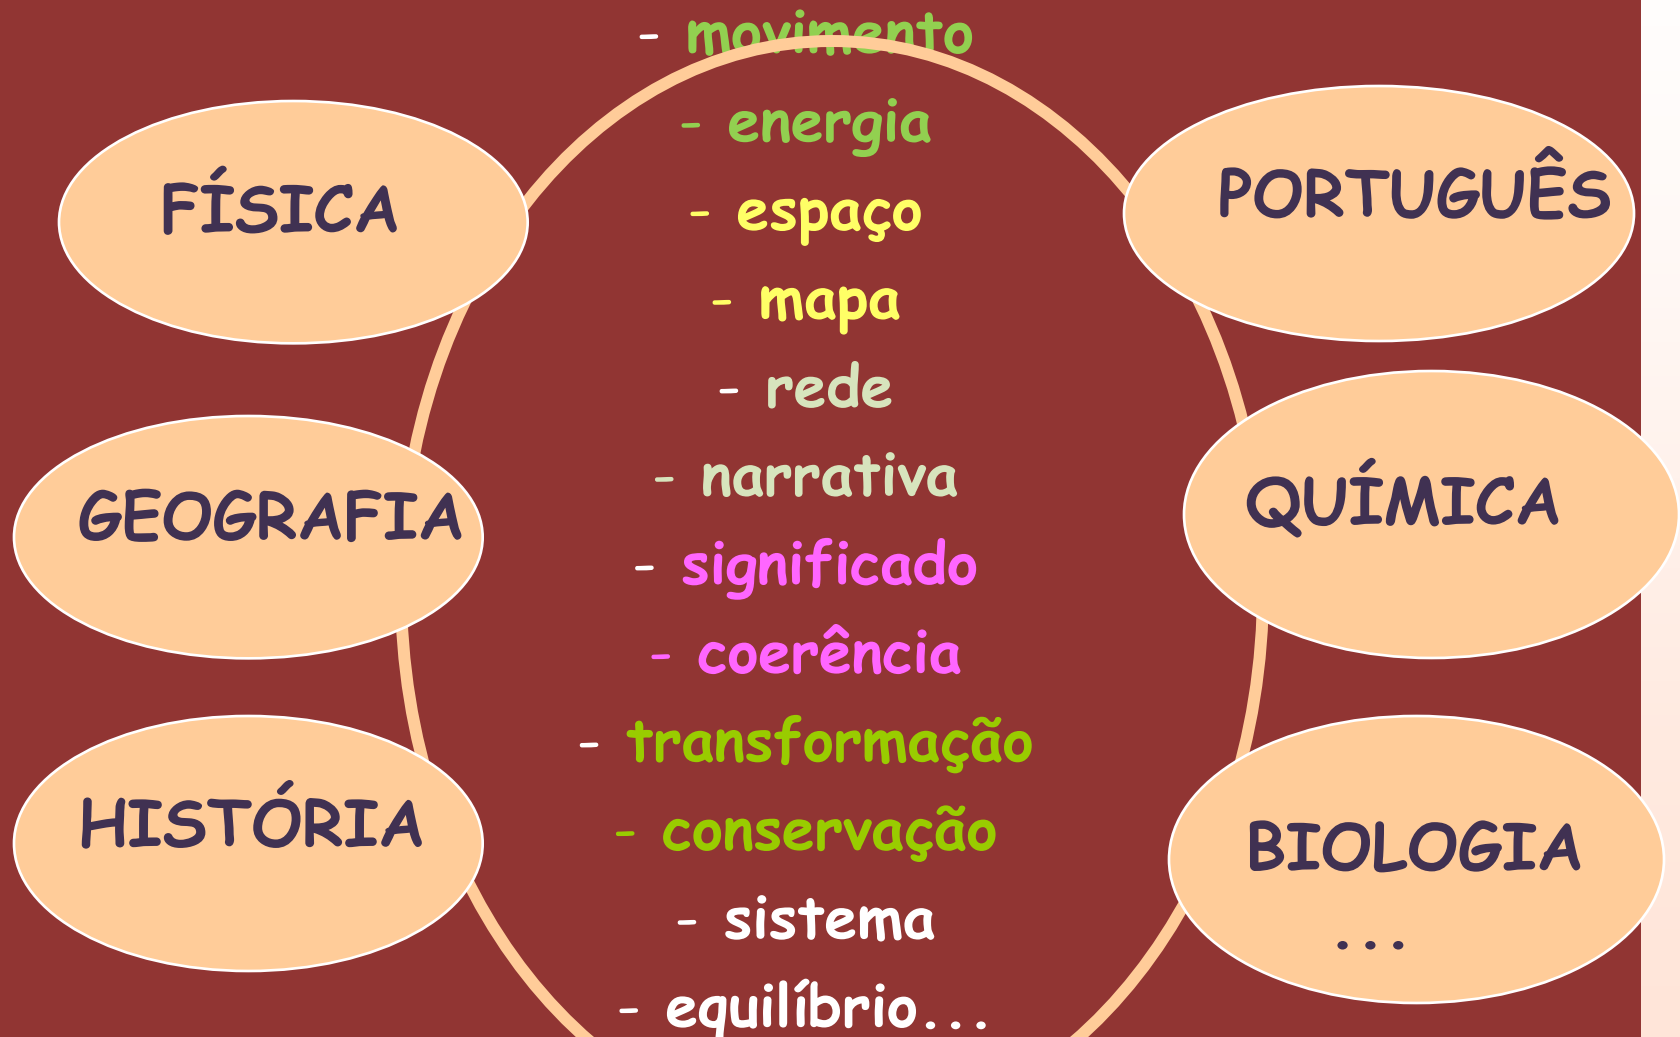 - movimento
- energia
- espaço
- mapa
- rede
- narrativa
- significado
- coerência
- transformação
- conservação
- sistema
- equilíbrio...
FÍSICA
GEOGRAFIA
HISTÓRIA
PORTUGUÊS
QUÍMICA
BIOLOGIA
...